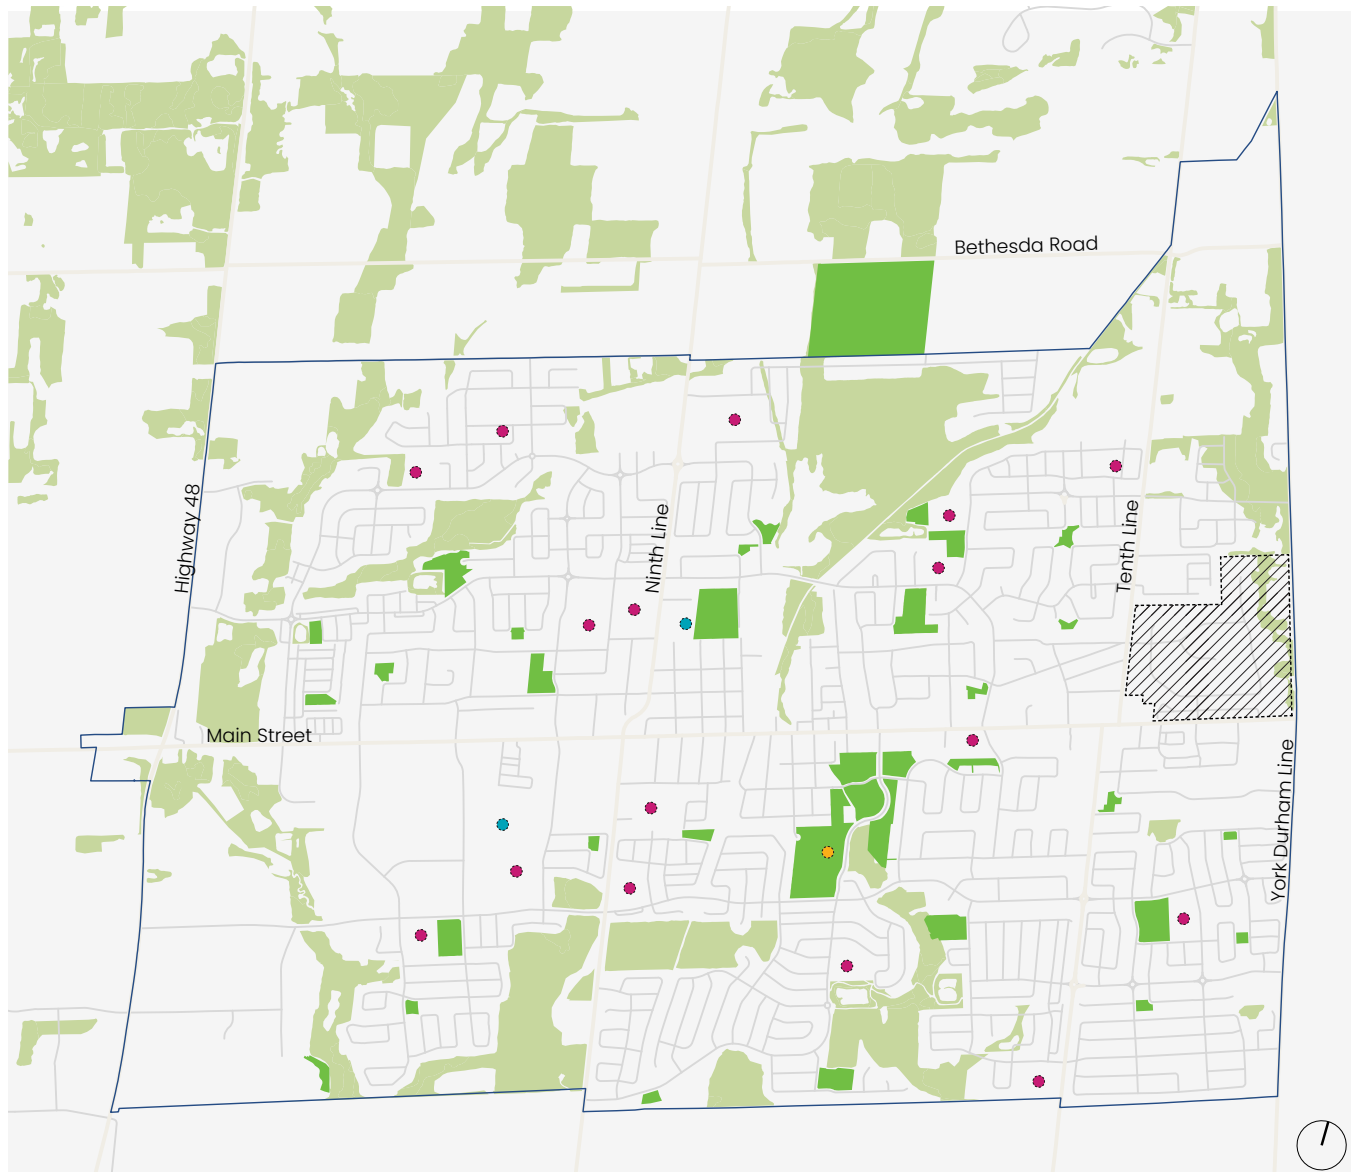 Bethesda Road
Highway 48
Ninth Line
Tenth Line
Main Street
York Durham Line